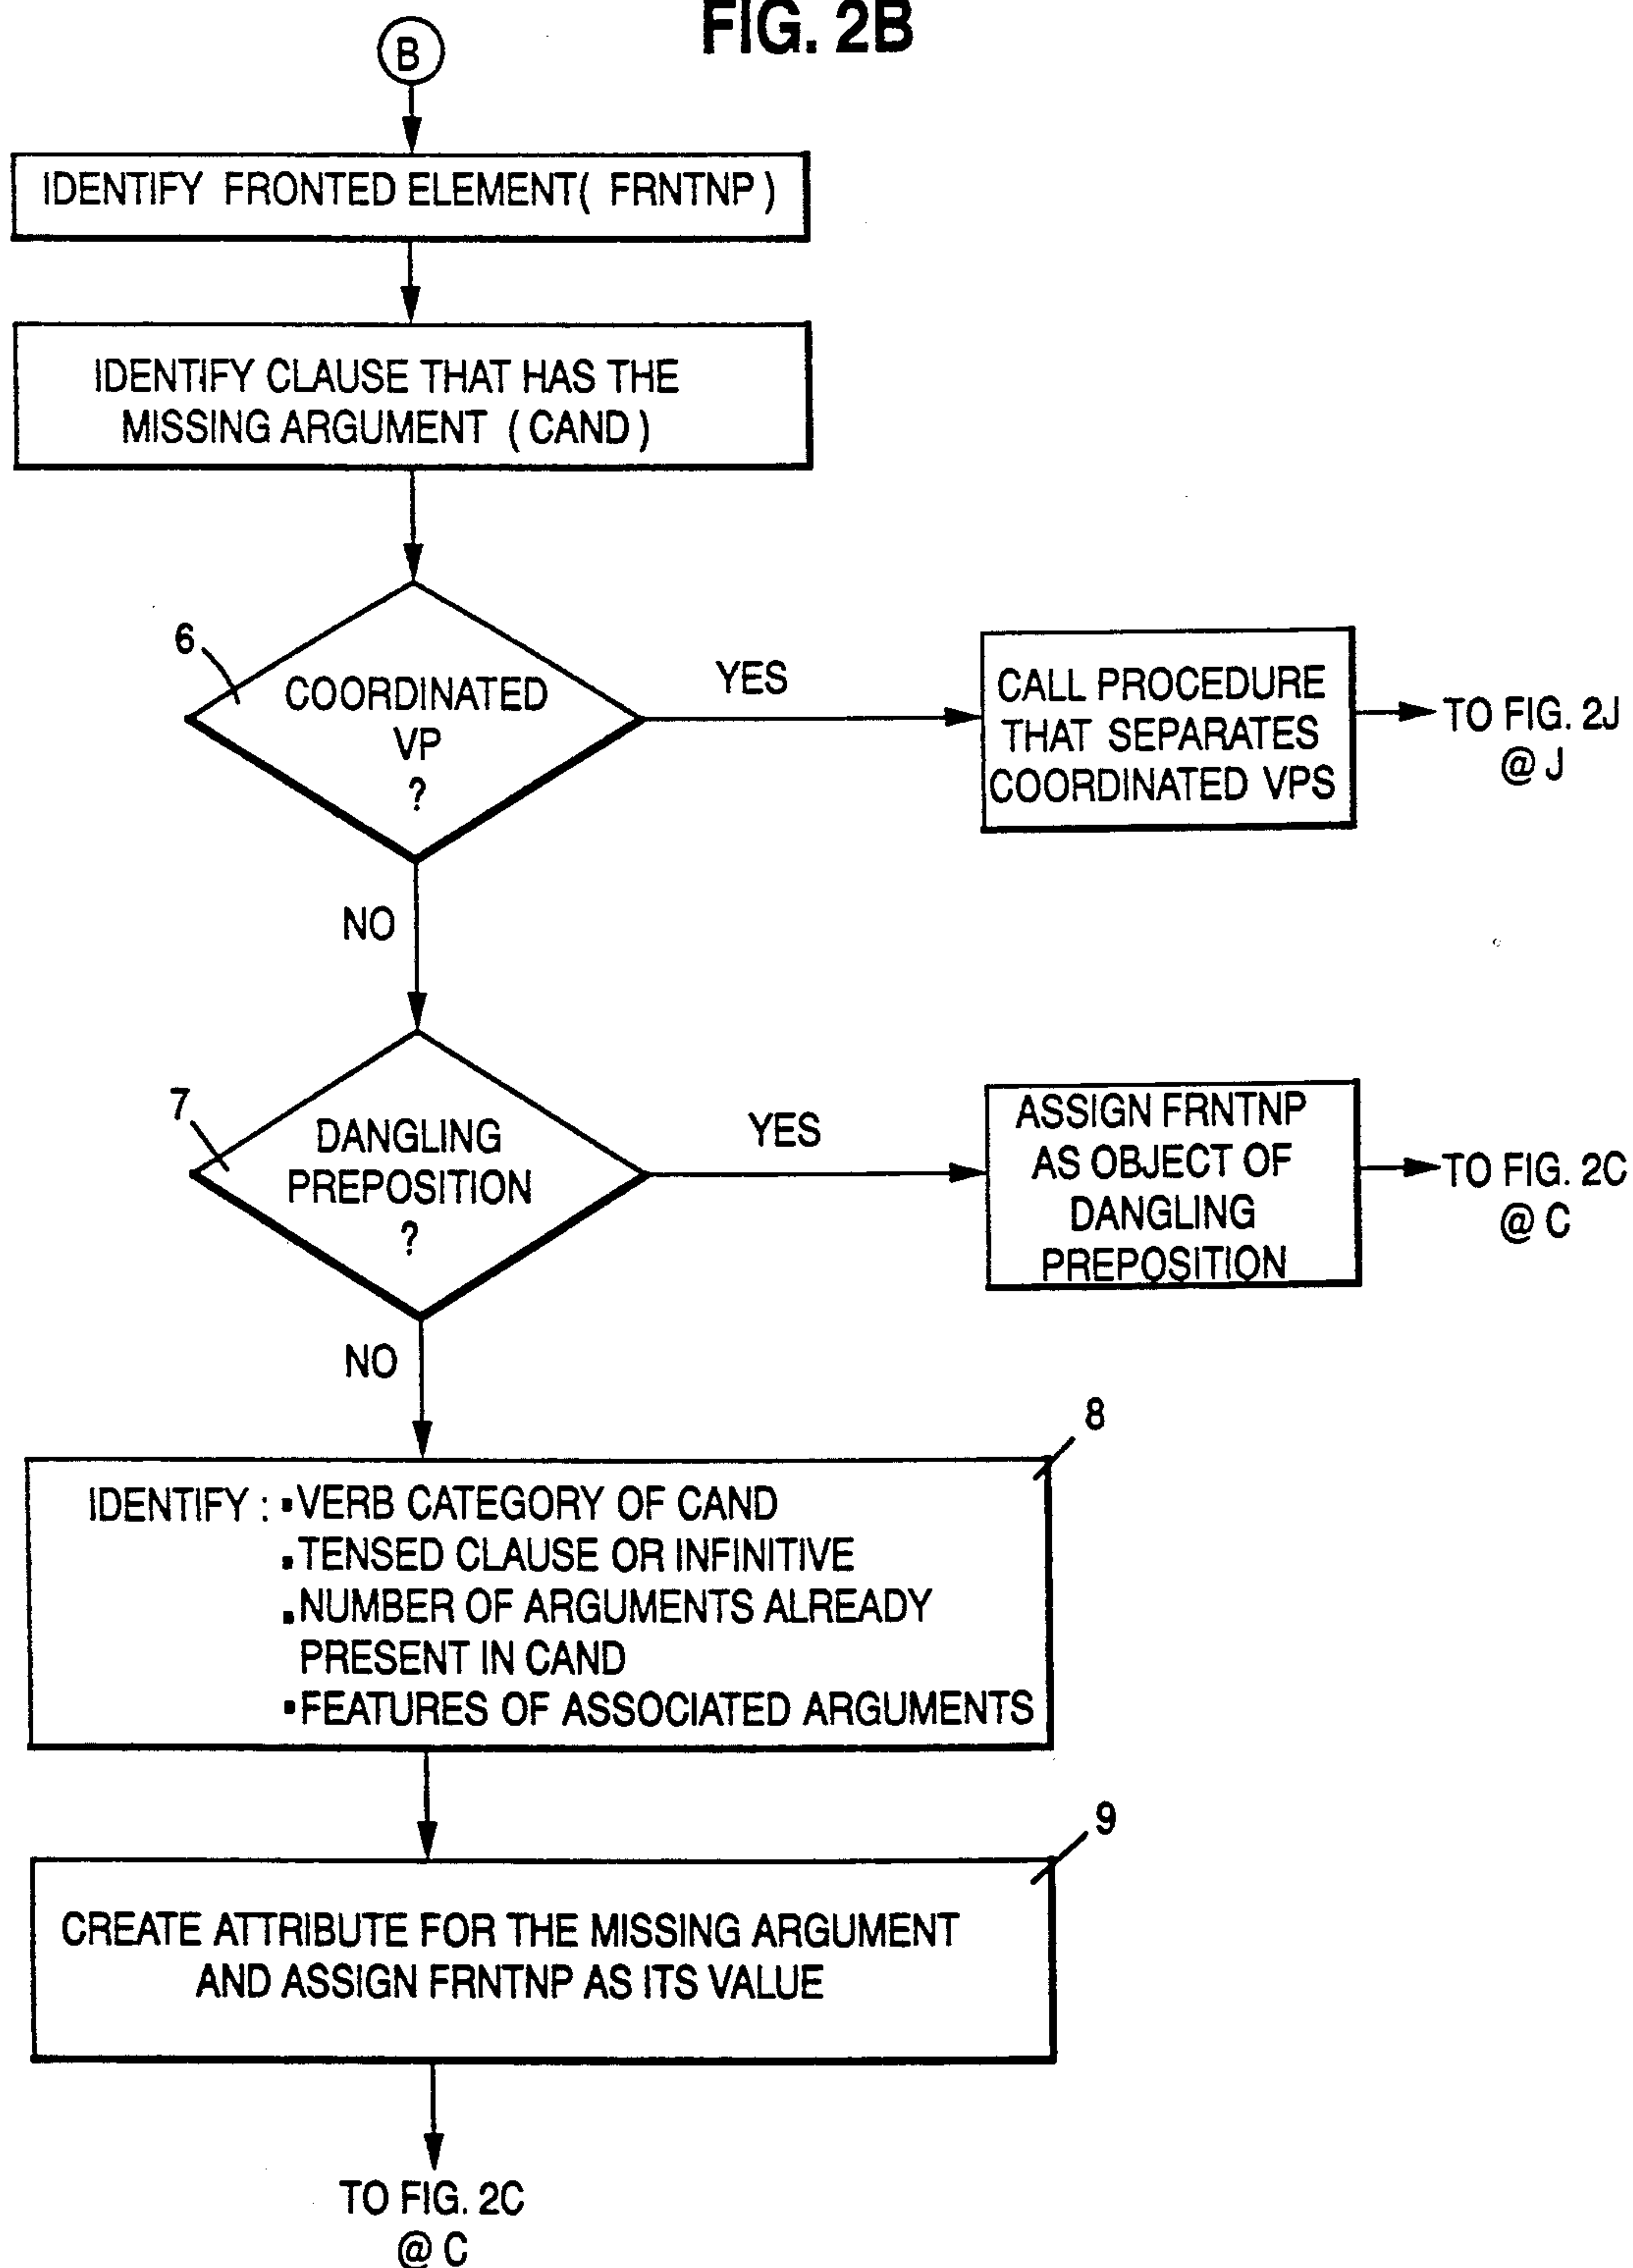 FIG. 2B
B
IDENTIFY FRONTED ELEMENT( FRNTNP )
IDENTIFY CLAUSE THAT HAS THE
MISSING ARGUMENT ( CAND )
6
COORDINATED
VP
?
YES
CALL PROCEDURE
THAT SEPARATES
COORDINATED VPS
TO FIG. 2J
@ J
NO
7
DANGLING
PREPOSITION
?
YES
ASSIGN FRNTNP
AS OBJECT OF
DANGLING
PREPOSITION
TO FIG. 2C
@ C
NO
8
IDENTIFY : ▪VERB CATEGORY OF CAND
▪TENSED CLAUSE OR INFINITIVE
▪NUMBER OF ARGUMENTS ALREADY
PRESENT IN CAND
▪FEATURES OF ASSOCIATED ARGUMENTS
9
CREATE ATTRIBUTE FOR THE MISSING ARGUMENT
AND ASSIGN FRNTNP AS ITS VALUE
TO FIG. 2C
@ C